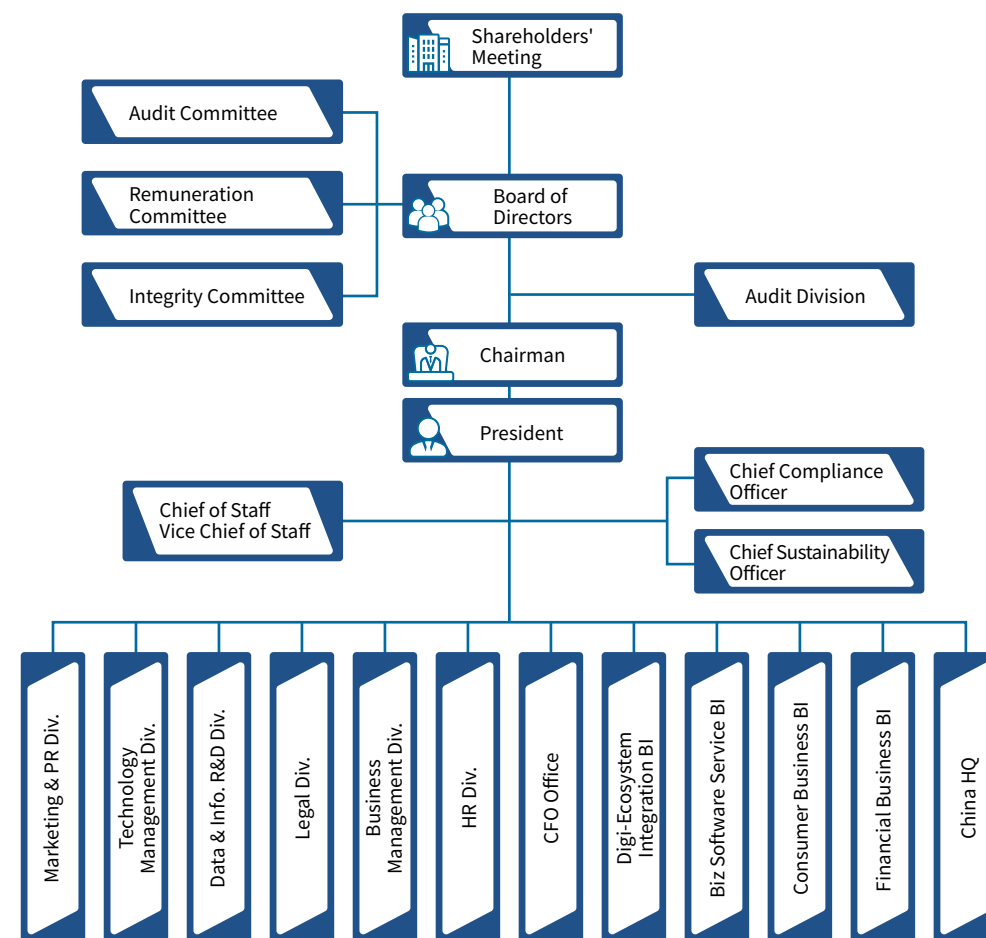 Shareholders'
Meeting
Audit Committee
Remuneration
Committee
Board of
Directors
Integrity Committee
Audit Division
Chairman
President
Chief Compliance
Officer
Chief of Staff
Vice Chief of Staff
Chief Sustainability
Officer
Marketing & PR Div.
Technology
Management Div.
Data & Info. R&D Div.
Legal Div.
Business
Management Div.
HR Div.
CFO Office
Digi-Ecosystem
Integration BI
Biz Software Service BI
Consumer Business BI
Financial Business BI
China HQ